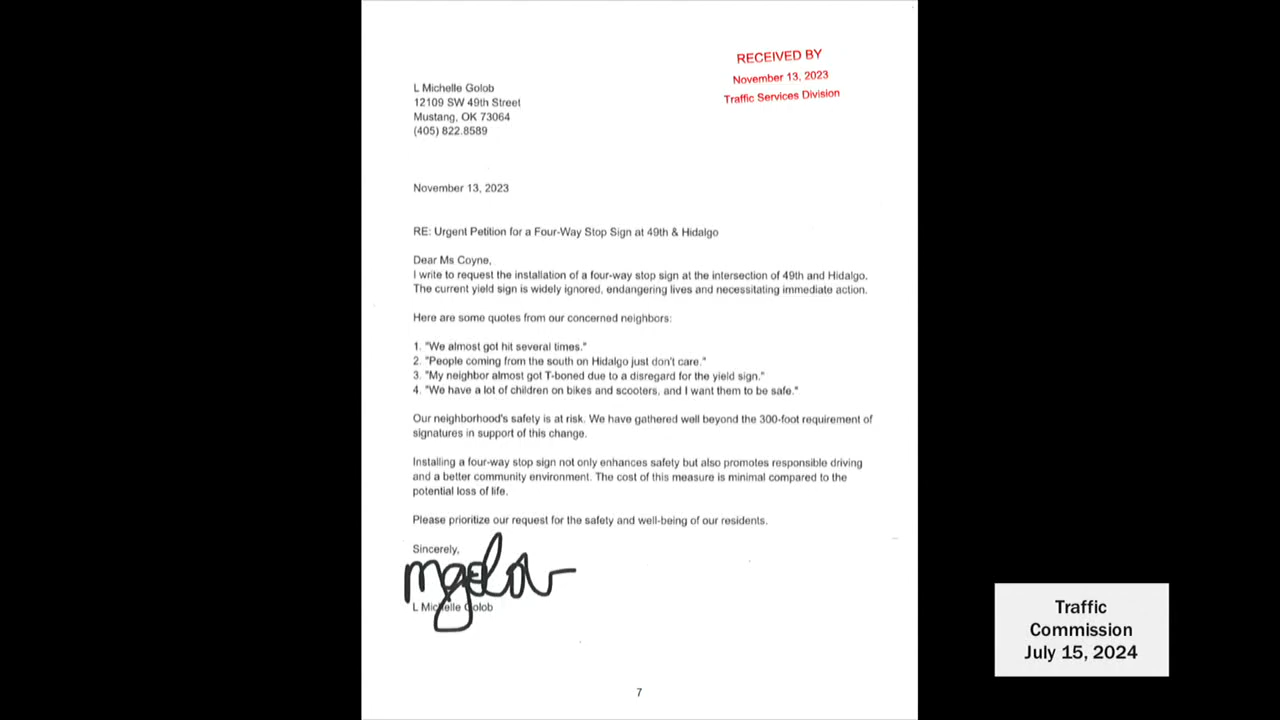 RECEIVED BY
November 13, 2023
Traffic Services Division
L Michelle Golob
12109 SW 49th Street
Mustang, OK 73064
(405) 822.8589
November 13, 2023
RE: Urgent Petition for a Four-Way Stop Sign at 49th & Hidalgo
Dear Ms Coyne,
I write to request the installation of a four-way stop sign at the intersection of 49th and Hidalgo.
The current yield sign is widely ignored, endangering lives and necessitating immediate action.
Here are some quotes from our concerned neighbors:
1. "We almost got hit several times."
2. "People coming from the south on Hidalgo just don't care."
3. "My neighbor almost got T-boned due to a disregard for the yield sign."
4. "We have a lot of children on bikes and scooters, and I want them to be safe."
Our neighborhood's safety is at risk. We have gathered well beyond the 300-foot requirement of
signatures in support of this change.
Installing a four-way stop sign not only enhances safety but also promotes responsible driving
and a better community environment. The cost of this measure is minimal compared to the
potential loss of life.
Please prioritize our request for the safety and well-being of our residents.
Sincerely,
mgolob
L Michelle Golob
7
Traffic
Commission
July 15, 2024